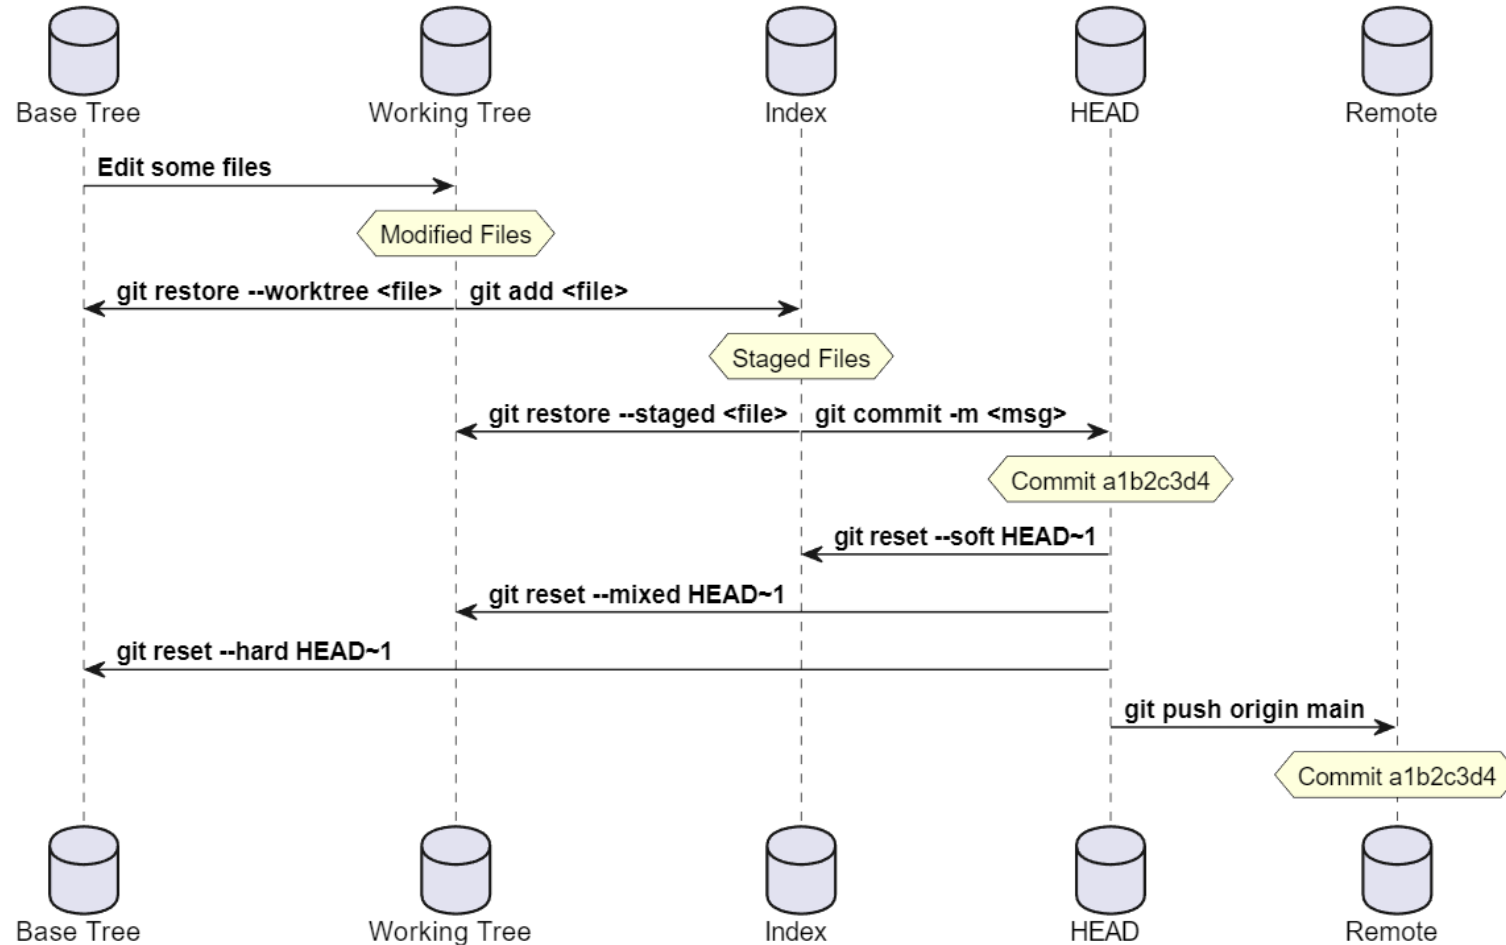 Base Tree
Working Tree
Index
HEAD
Remote
Edit some files
Modified Files
git restore --worktree <file>
git add <file>
Staged Files
git restore --staged <file>
git commit -m <msg>
Commit a1b2c3d4
git reset --soft HEAD~1
git reset --mixed HEAD~1
git reset --hard HEAD~1
git push origin main
Commit a1b2c3d4
Base Tree
Working Tree
Index
HEAD
Remote